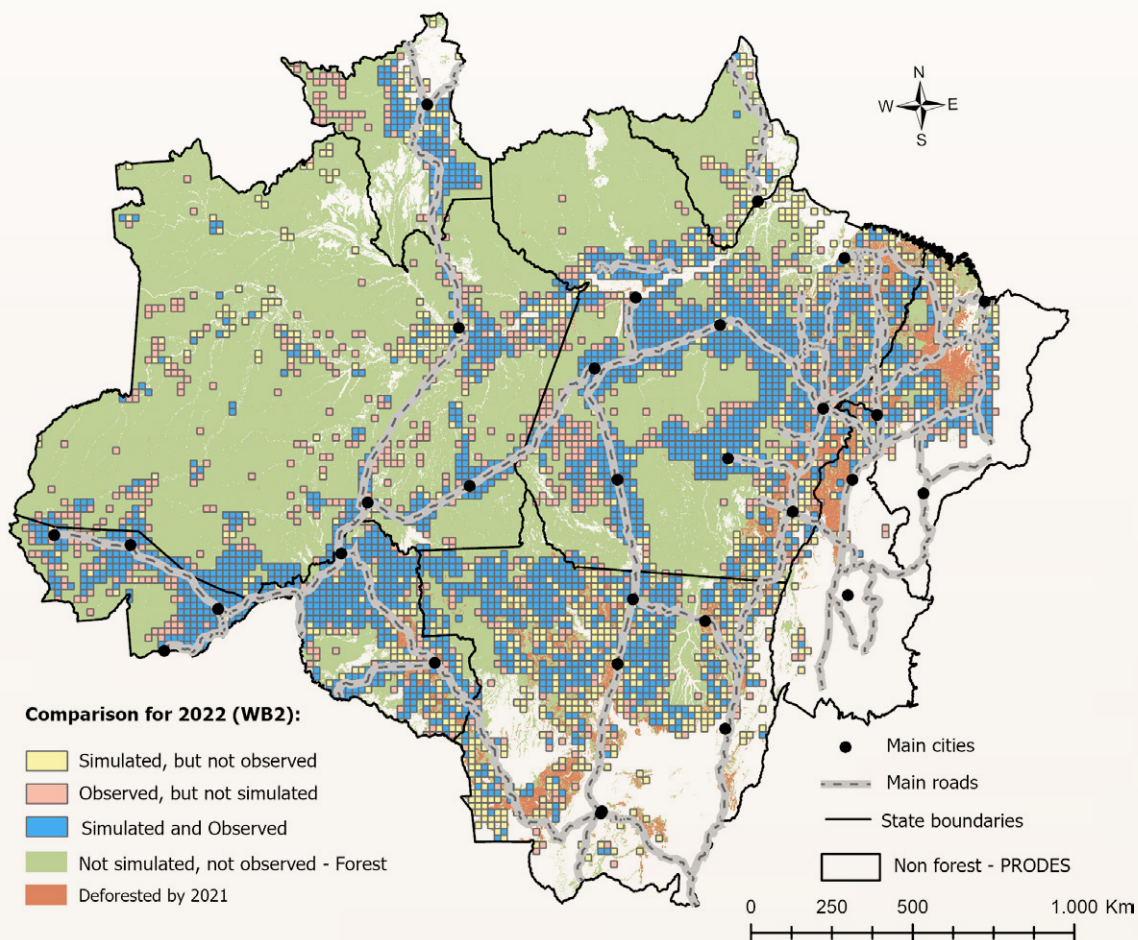 N
W E
S
Comparison for 2022 (WB2):
Simulated, but not observed
Observed, but not simulated
Simulated and Observed
Not simulated, not observed - Forest
Deforested by 2021
Main cities
Main roads
State boundaries
Non forest - PRODES
0 250 500 1.000 Km